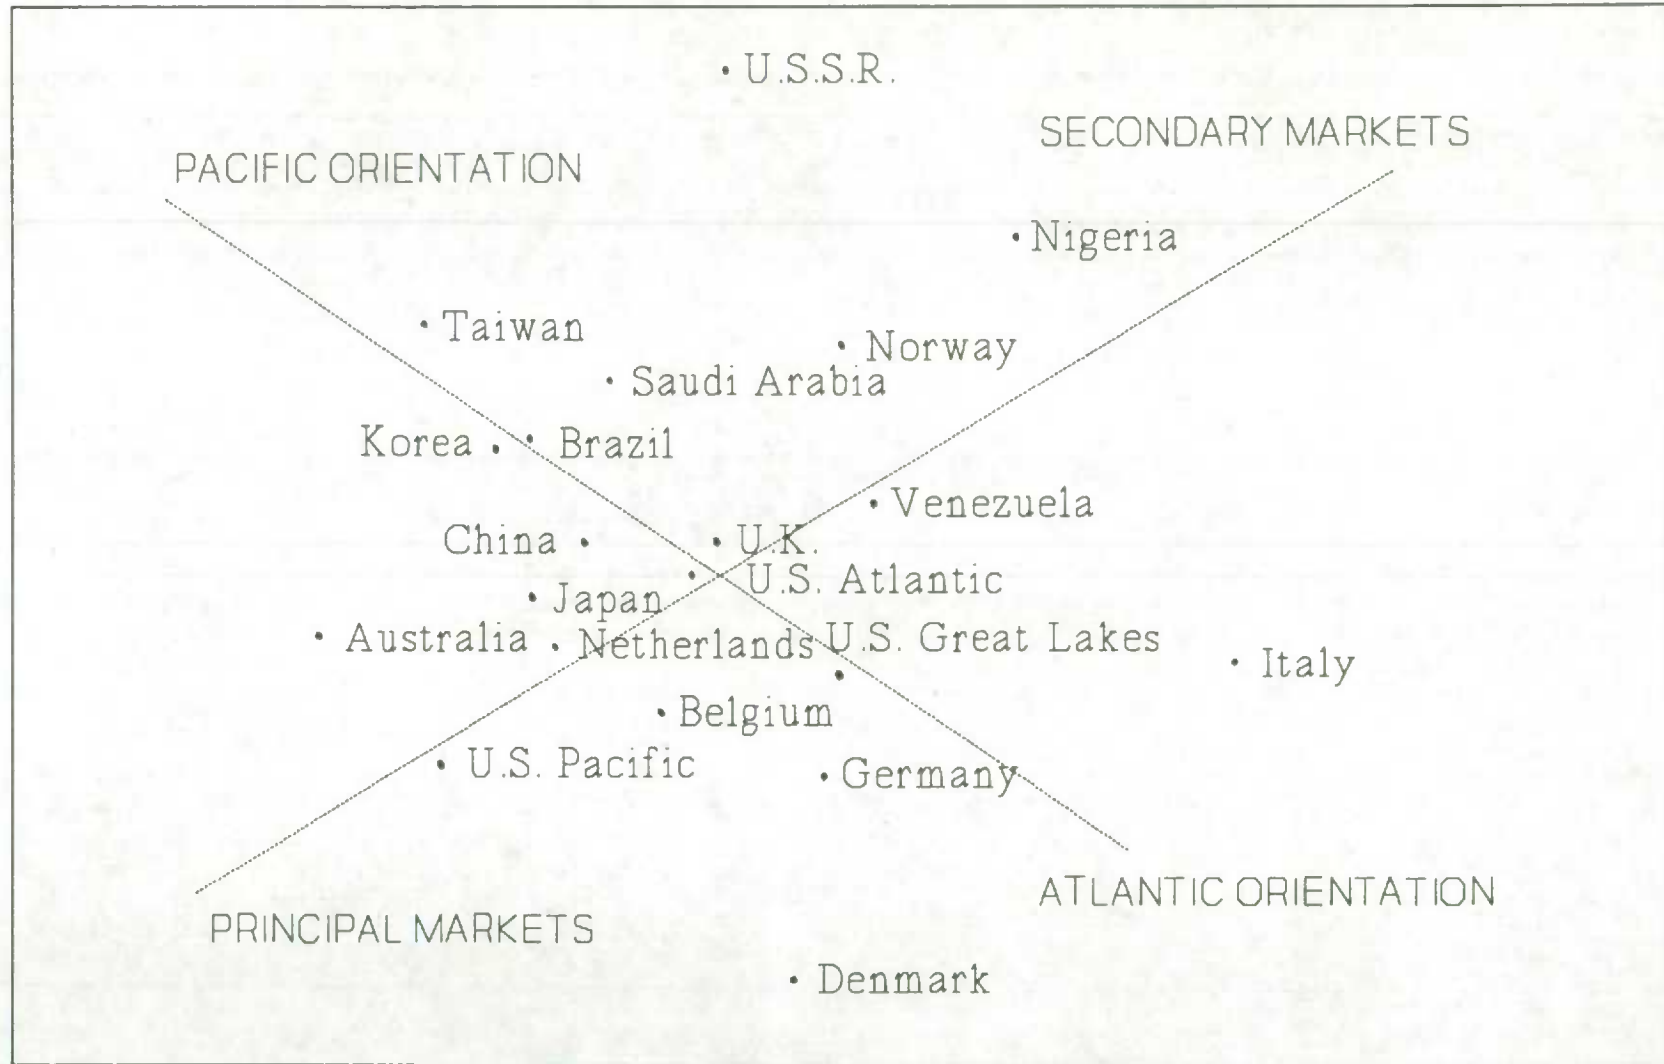 U.S.S.R.
SECONDARY MARKETS
PACIFIC ORIENTATION
Nigeria
Taiwan
Norway
Saudi Arabia
Korea
Brazil
Venezuela
China
U.K.
U.S. Atlantic
Japan
Australia
Netherlands
U.S. Great Lakes
Italy
Belgium
U.S. Pacific
Germany
ATLANTIC ORIENTATION
PRINCIPAL MARKETS
Denmark